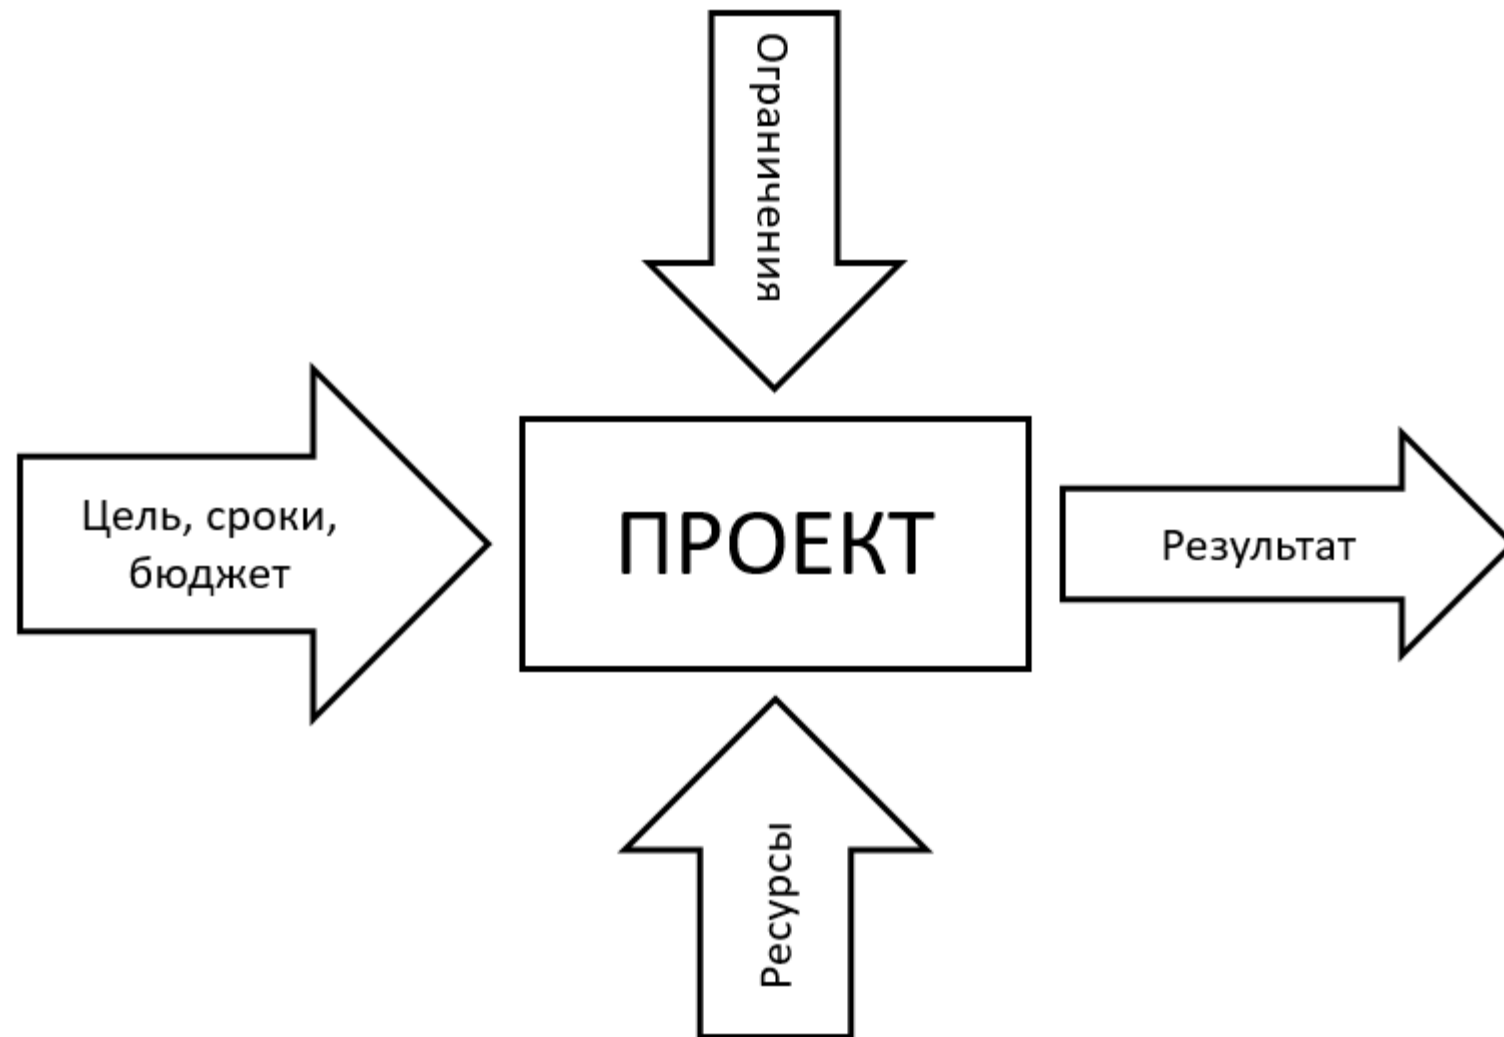 Ограничения
Цель, сроки,
бюджет
ПРОЕКТ
Результат
Ресурсы